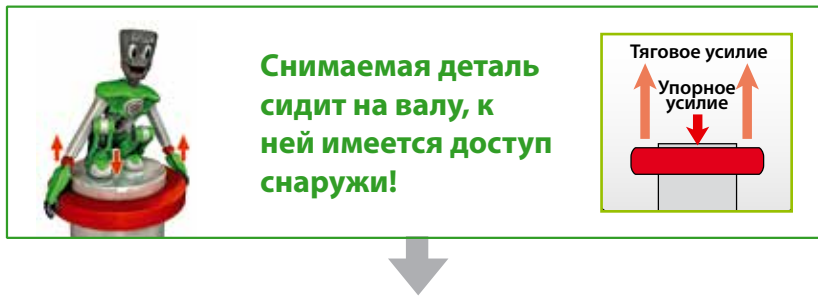 Снимаемая деталь
сидит на валу, к
ней имеется доступ
снаружи!
Тяговое усилие
Упорное
усилие